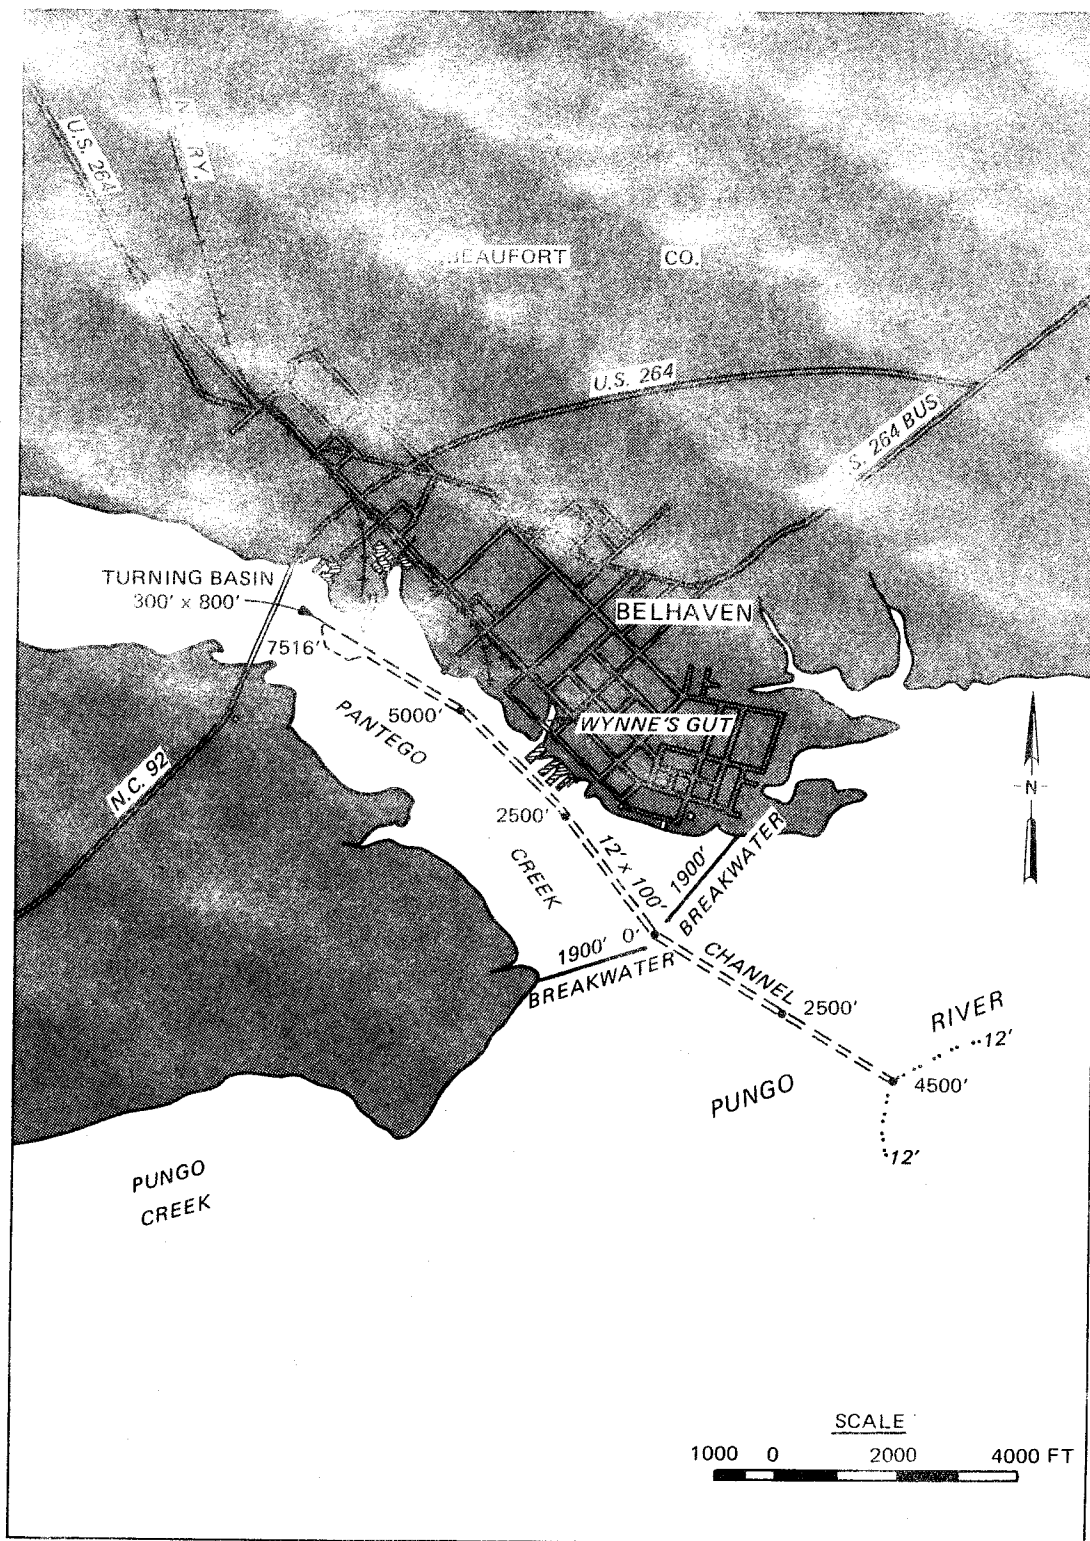 U.S. 264
RY.
BEAUFORT CO.
U.S. 264
S. 264 BUS
TURNING BASIN
300' x 800'
BELHAVEN
7516'
5000'
PANTEGO
WYNNE'S GUT
N.C. 92
2500'
CREEK
12' x 100'
1900'
BREAKWATER
N
1900' 0'
BREAKWATER
CHANNEL
2500'
RIVER
12'
4500'
PUNGO
12'
PUNGO
CREEK
SCALE
1000 0 2000 4000 FT